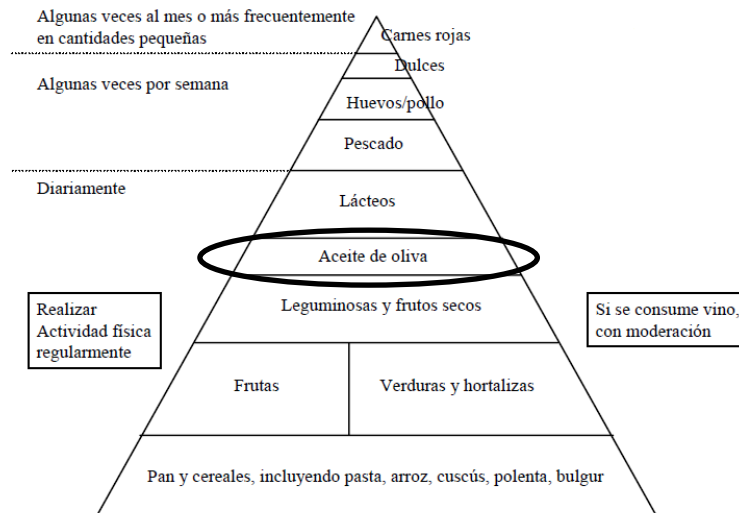 Algunas veces al mes o más frecuentemente
en cantidades pequeñas
Carnes rojas
Dulces
Algunas veces por semana
Huevos/pollo
Pescado
Diariamente
Lácteos
Aceite de oliva
Leguminosas y frutos secos
Realizar
Actividad física
regularmente
Si se consume vino,
con moderación
Frutas
Verduras y hortalizas
Pan y cereales, incluyendo pasta, arroz, cuscús, polenta, bulgur